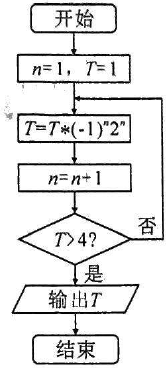 开始
n=1，T=1
T=T*(-1)ⁿ2ⁿ
n=n+1
T>4?
否
是
输出T
结束